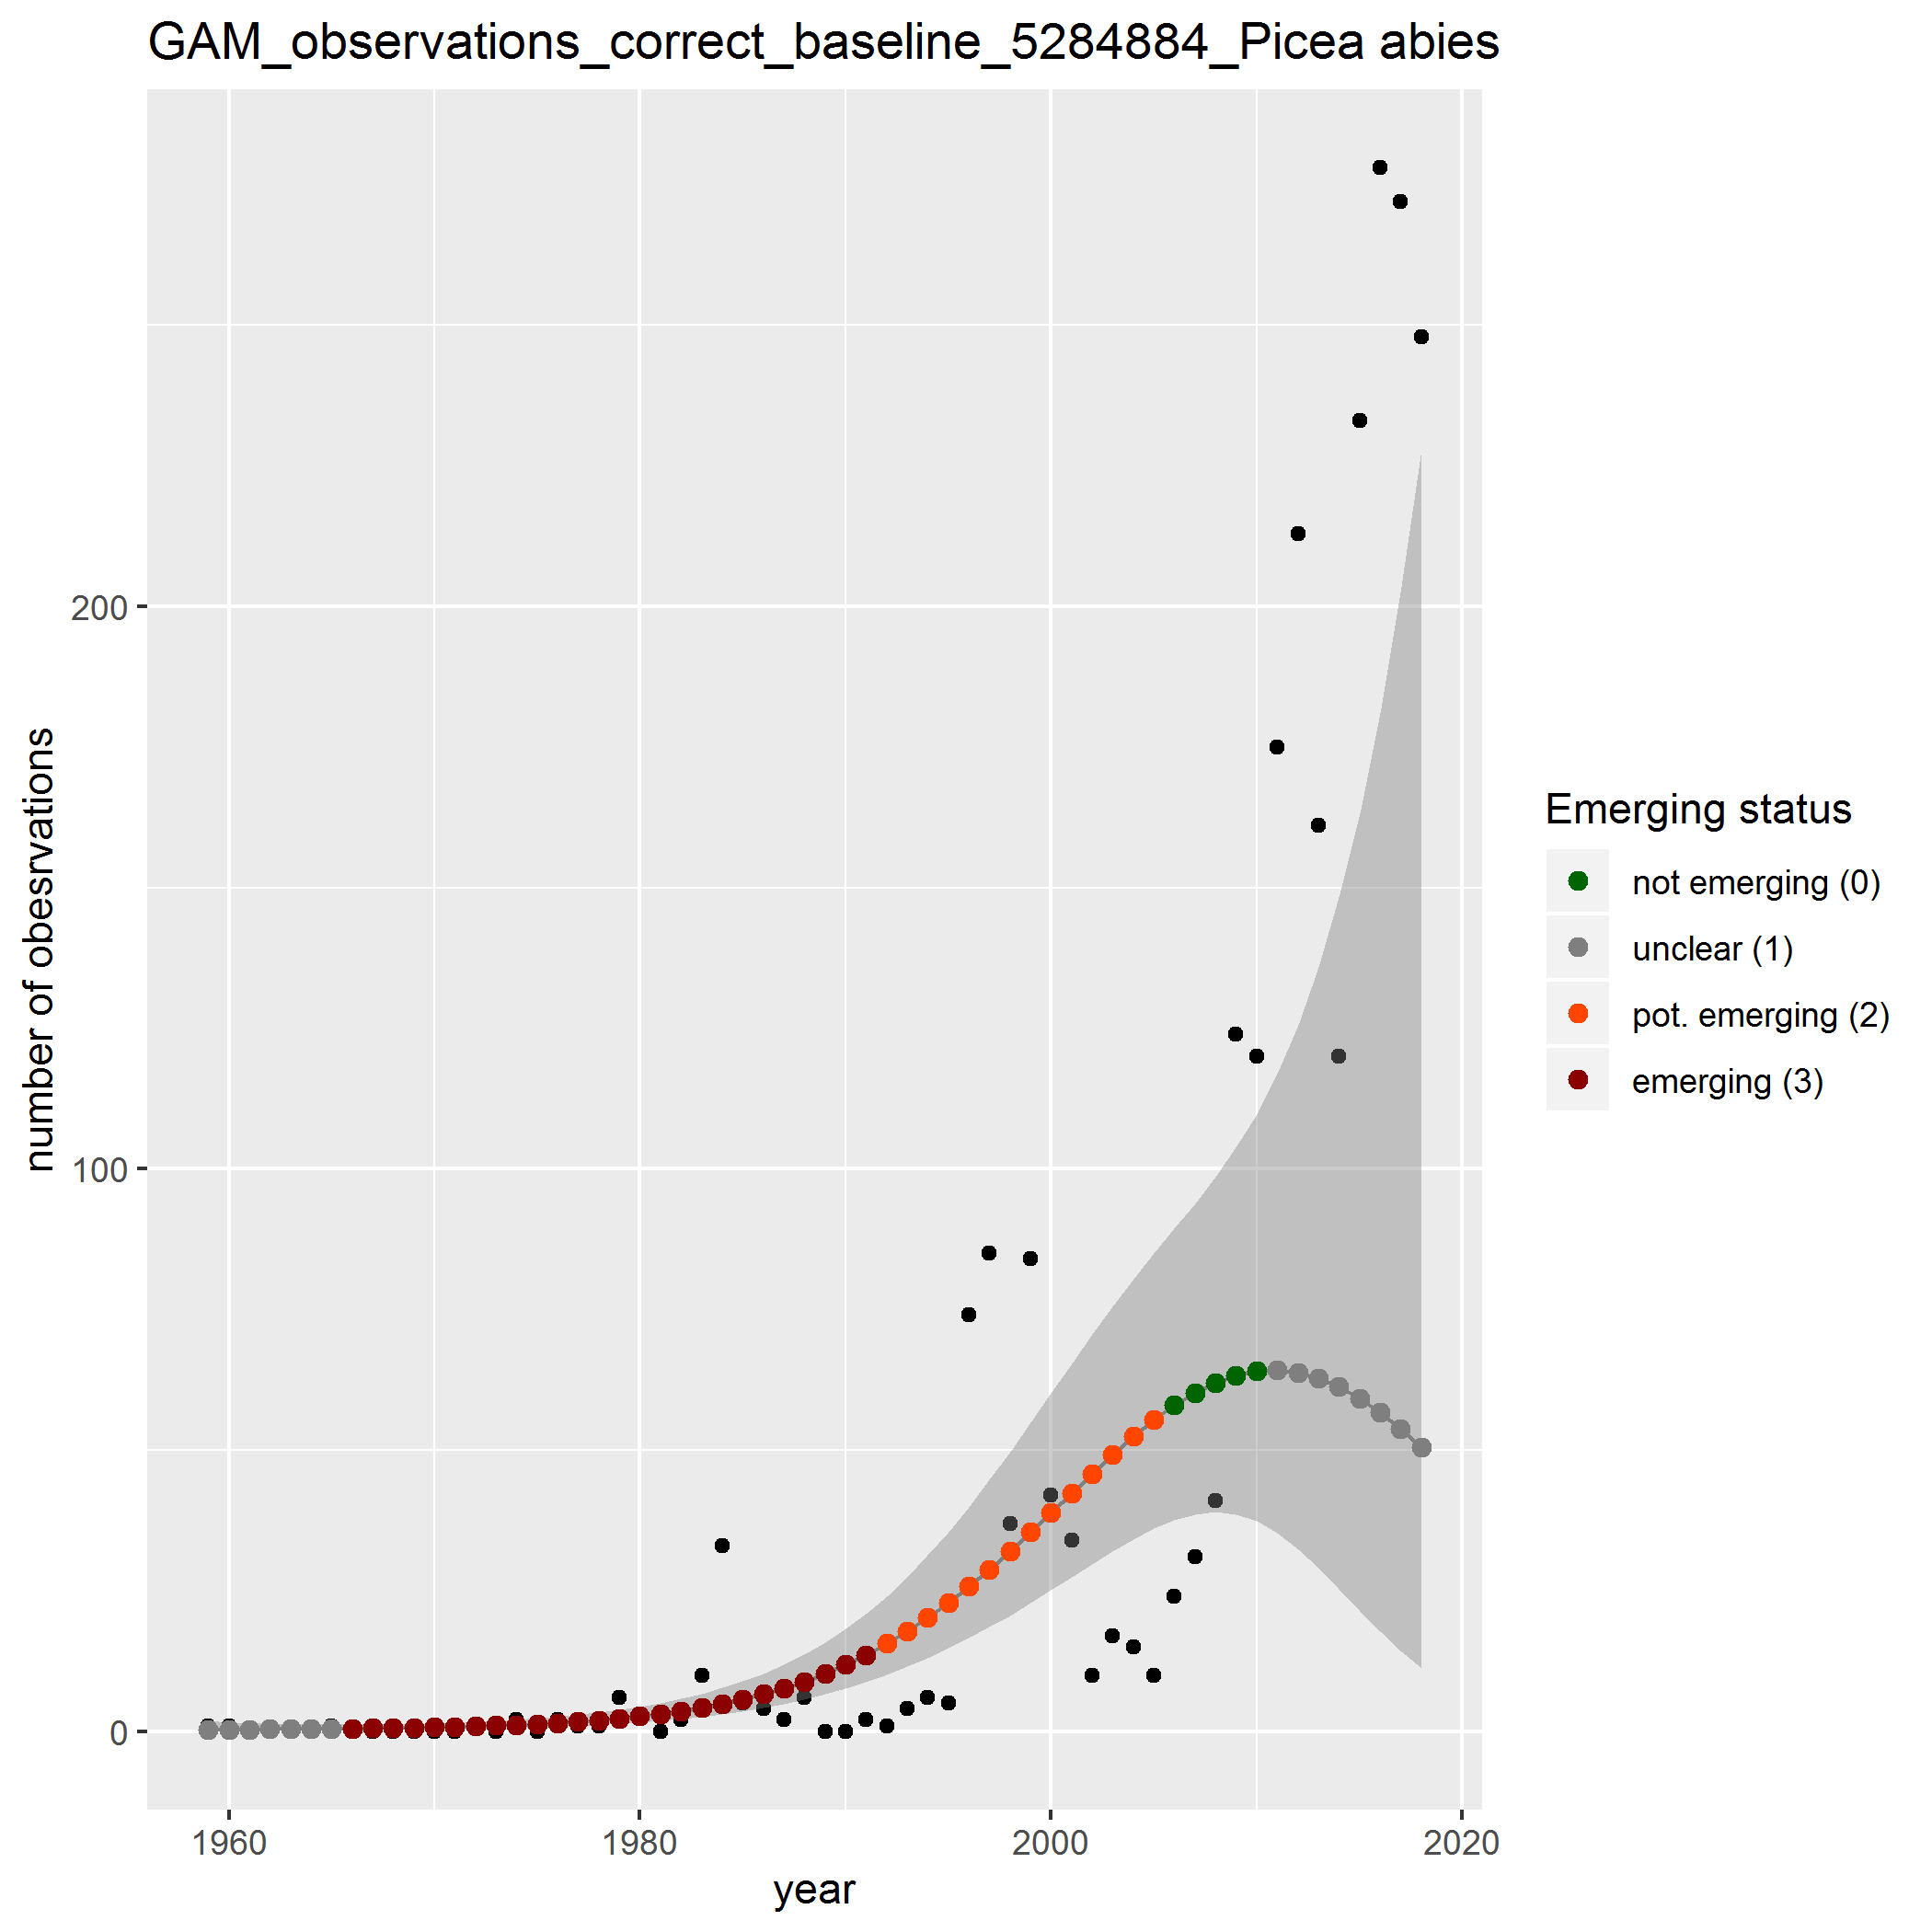 GAM_observations_correct_baseline_5284884_Picea abies
number of obesrvations
200
100
0
1960
1980
2000
2020
year
Emerging status
not emerging (0)
unclear (1)
pot. emerging (2)
emerging (3)